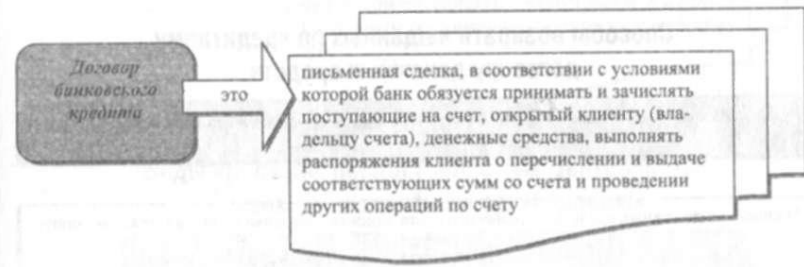 Договор
банковского
кредита
это
письменная сделка, в соответствии с условиями
которой банк обязуется принимать и зачислять
поступающие на счет, открытый клиенту (вла-
дельцу счета), денежные средства, выполнять
распоряжения клиента о перечислении и выдаче
соответствующих сумм со счета и проведении
других операций по счету